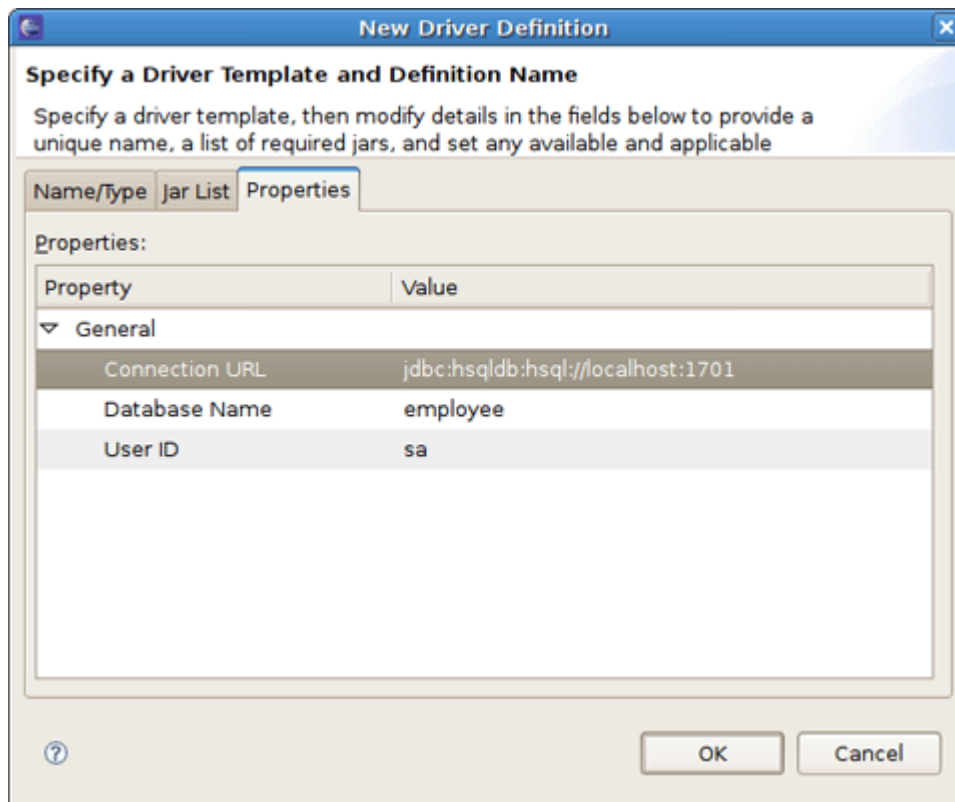 New Driver Definition
Specify a Driver Template and Definition Name
Specify a driver template, then modify details in the fields below to provide a
unique name, a list of required jars, and set any available and applicable
Name/Type Jar List Properties
Properties:
Property Value
General
Connection URL jdbc:hsqldb:hsql://localhost:1701
Database Name employee
User ID sa
? OK Cancel